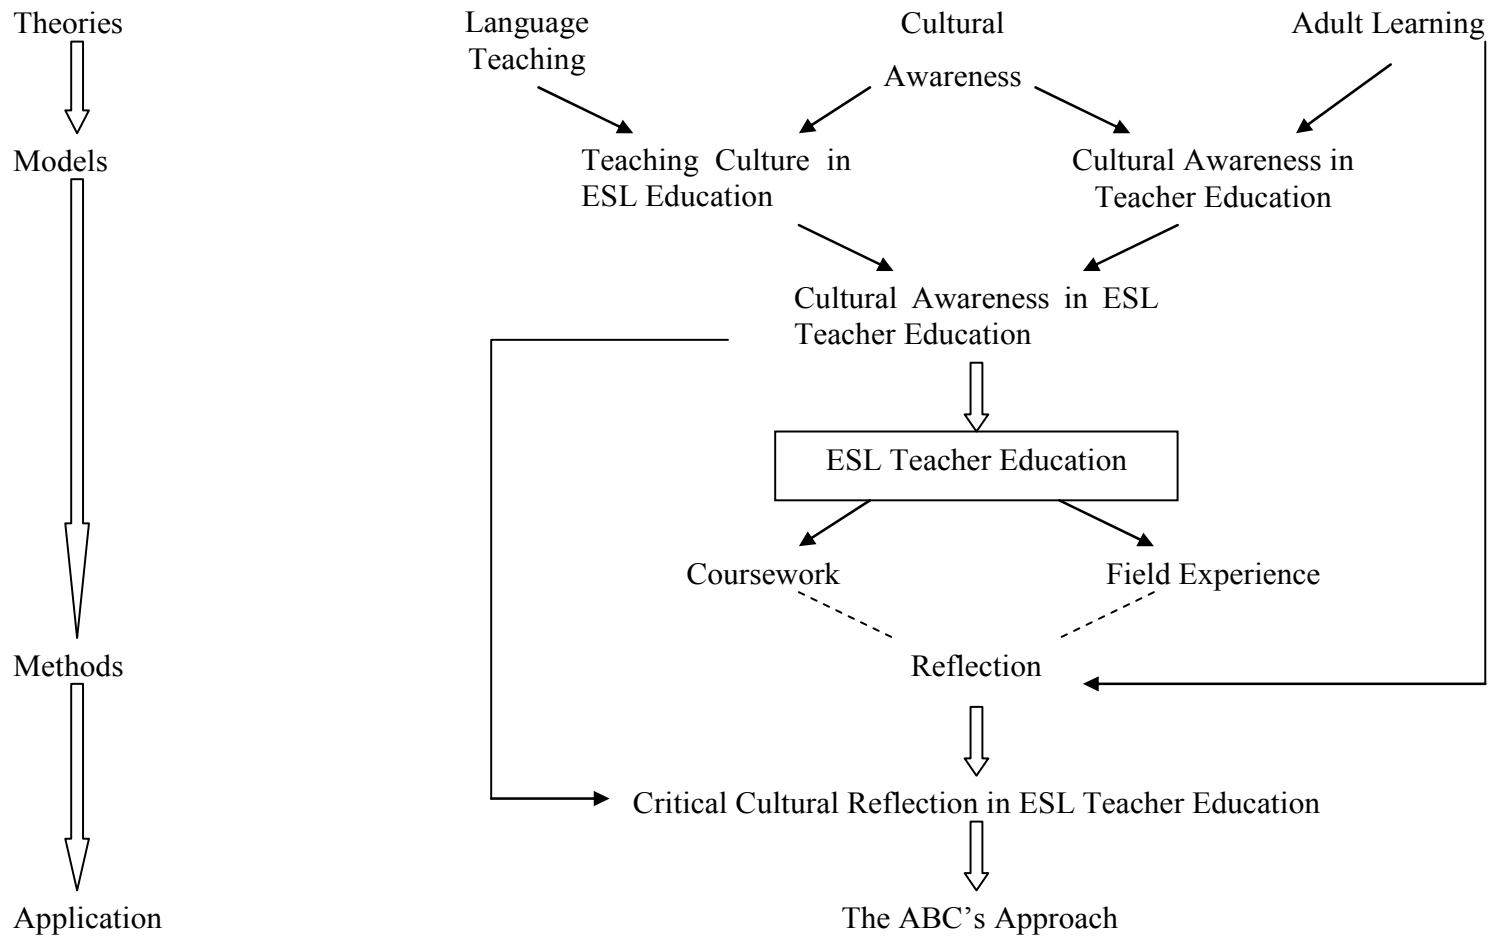 Theories
Language
Teaching
Cultural
Awareness
Adult Learning
Models
Teaching Culture in
ESL Education
Cultural Awareness in
Teacher Education
Cultural Awareness in ESL
Teacher Education
ESL Teacher Education
Coursework
Field Experience
Methods
Reflection
Critical Cultural Reflection in ESL Teacher Education
Application
The ABC’s Approach